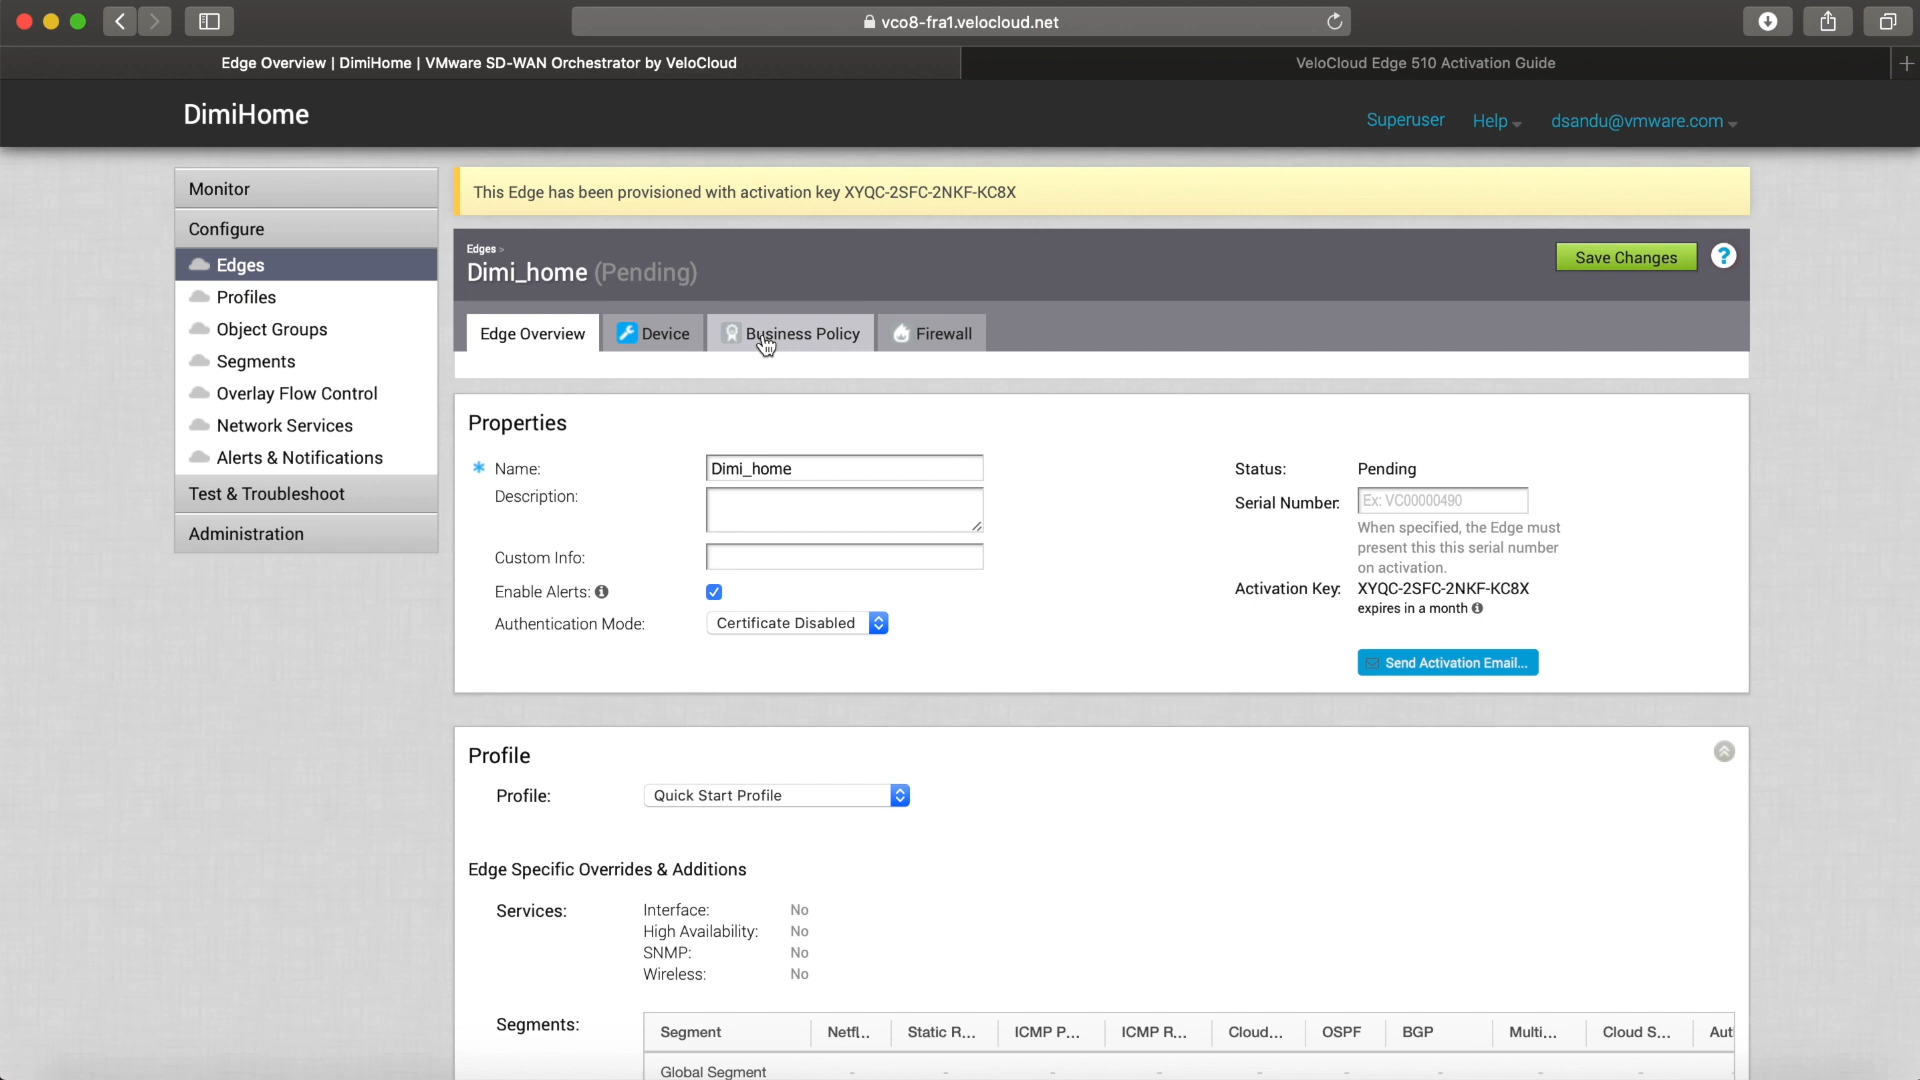 vco8-fra1.velocloud.net
Edge Overview | DimiHome | VMware SD-WAN Orchestrator by VeloCloud
VeloCloud Edge 510 Activation Guide
DimiHome
Superuser
Help
dsandu@vmware.com
Monitor
Configure
Edges
Profiles
Object Groups
Segments
Overlay Flow Control
Network Services
Alerts & Notifications
Test & Troubleshoot
Administration
This Edge has been provisioned with activation key XYQC-2SFC-2NKF-KC8X
Edges >
Dimi_home (Pending)
Save Changes
?
Edge Overview
Device
Business Policy
Firewall
Properties
* Name:
Dimi_home
Description:
Custom Info:
Enable Alerts:
Authentication Mode:
Certificate Disabled
Status:
Pending
Serial Number:
Ex: VC00000490
When specified, the Edge must
present this this serial number
on activation.
Activation Key:
XYQC-2SFC-2NKF-KC8X
expires in a month
Send Activation Email...
Profile
Profile:
Quick Start Profile
Edge Specific Overrides & Additions
Services:
Interface: No
High Availability: No
SNMP: No
Wireless: No
Segments:
Segment Netfl... Static R... ICMP P... ICMP R... Cloud... OSPF BGP Multi... Cloud S... Aut
Global Segment - - - - - - - - -